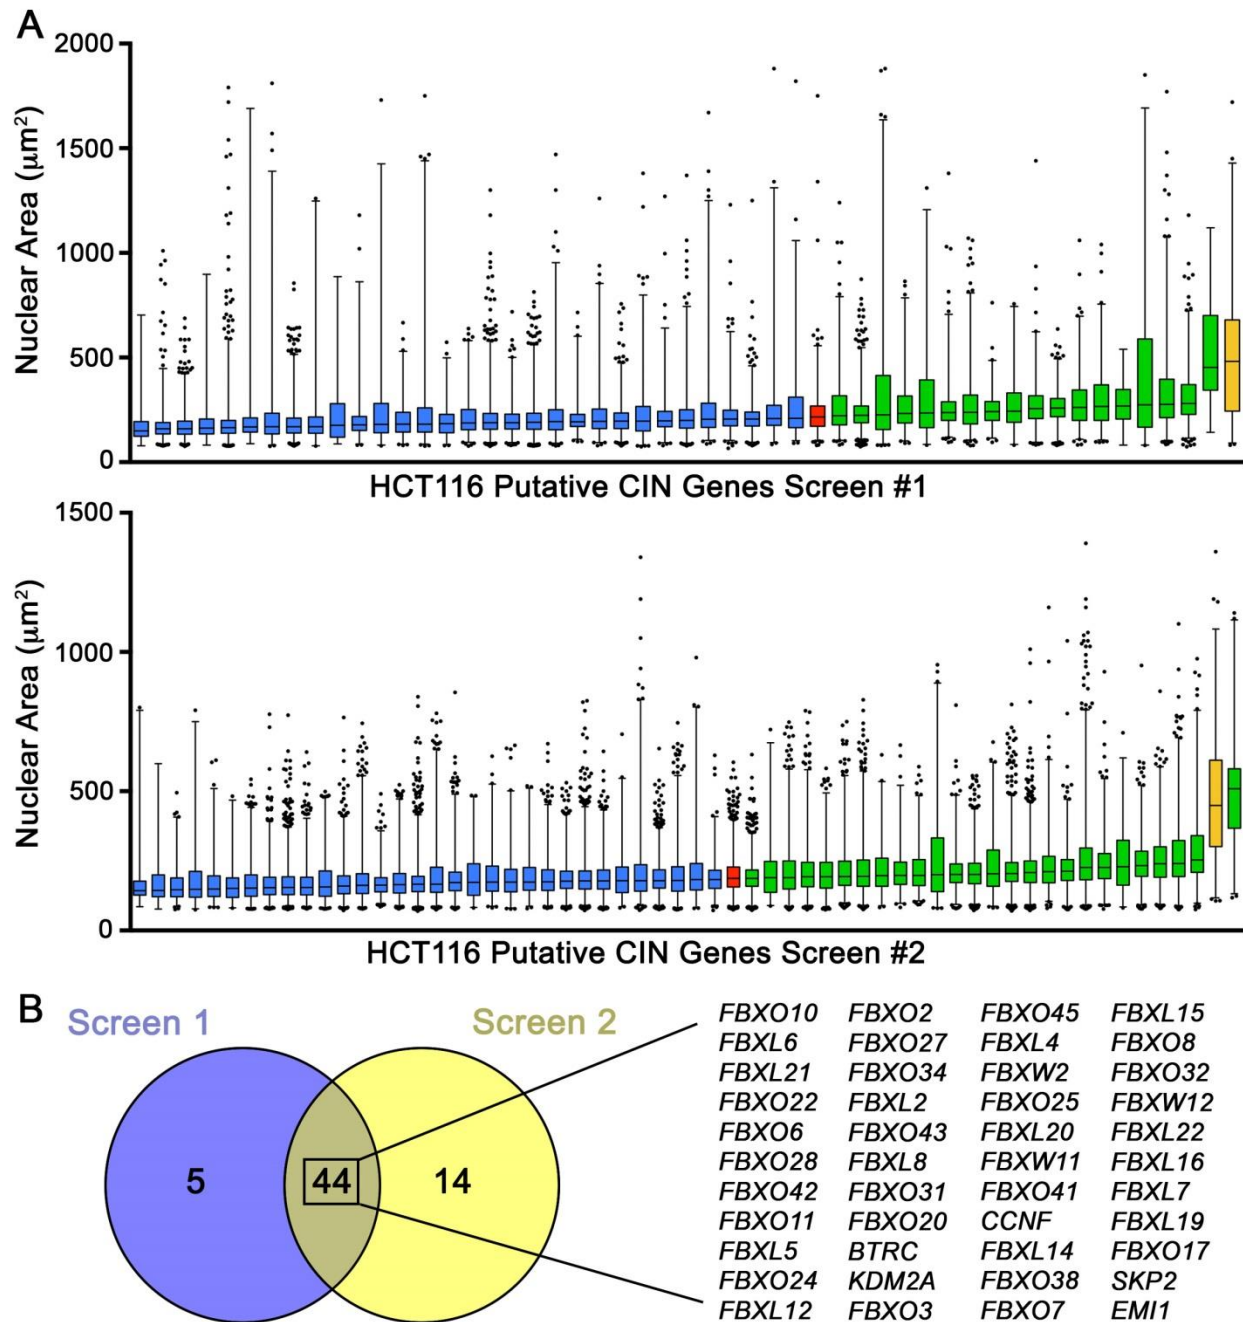 A
2000
1500
1000
500
0
Nuclear Area (μm²)
HCT116 Putative CIN Genes Screen #1
1500
1000
500
0
Nuclear Area (μm²)
HCT116 Putative CIN Genes Screen #2
B
Screen 1
Screen 2
5
44
14
FBXO10 FBXO2 FBXO45 FBXL15
FBXL6 FBXO27 FBXL4 FBXO8
FBXL21 FBXO34 FBXW2 FBXO32
FBXO22 FBXL2 FBXO25 FBXW12
FBXO6 FBXO43 FBXL20 FBXL22
FBXO28 FBXL8 FBXW11 FBXL16
FBXO42 FBXO31 FBXO41 FBXL7
FBXO11 FBXO20 CCNF FBXL19
FBXL5 BTRC FBXL14 FBXO17
FBXO24 KDM2A FBXO38 SKP2
FBXL12 FBXO3 FBXO7 EMI1